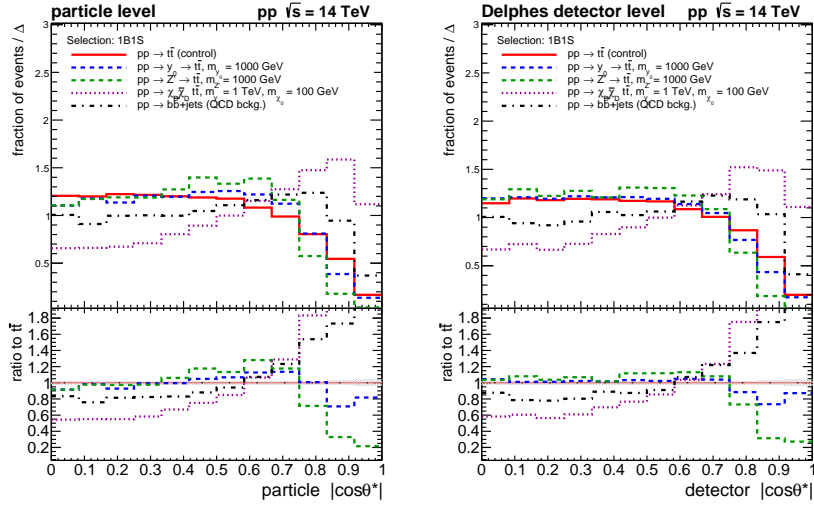 particle level pp √s = 14 TeV
fraction of events / Δ
Selection: 1B1S
pp → tt̄ (control)
pp → y₀ → tt̄, m_y₀ = 1000 GeV
pp → Z' → tt̄, m_Z' = 1000 GeV
pp → χ_D χ̄_D tt̄, m_Y = 1 TeV, m_χ₀ = 100 GeV
pp → bb̄+jets (QCD bckg.)
3
2.5
2
1.5
1
0.5
ratio to tt̄
1.8
1.6
1.4
1.2
1
0.8
0.6
0.4
0.2
0 0.1 0.2 0.3 0.4 0.5 0.6 0.7 0.8 0.9 1
particle |cosθ*|
Delphes detector level pp √s = 14 TeV
fraction of events / Δ
Selection: 1B1S
pp → tt̄ (control)
pp → y₀ → tt̄, m_y₀ = 1000 GeV
pp → Z' → tt̄, m_Z' = 1000 GeV
pp → χ_D χ̄_D tt̄, m_Y = 1 TeV, m_χ₀ = 100 GeV
pp → bb̄+jets (QCD bckg.)
3
2.5
2
1.5
1
0.5
ratio to tt̄
1.8
1.6
1.4
1.2
1
0.8
0.6
0.4
0.2
0 0.1 0.2 0.3 0.4 0.5 0.6 0.7 0.8 0.9 1
detector |cosθ*|